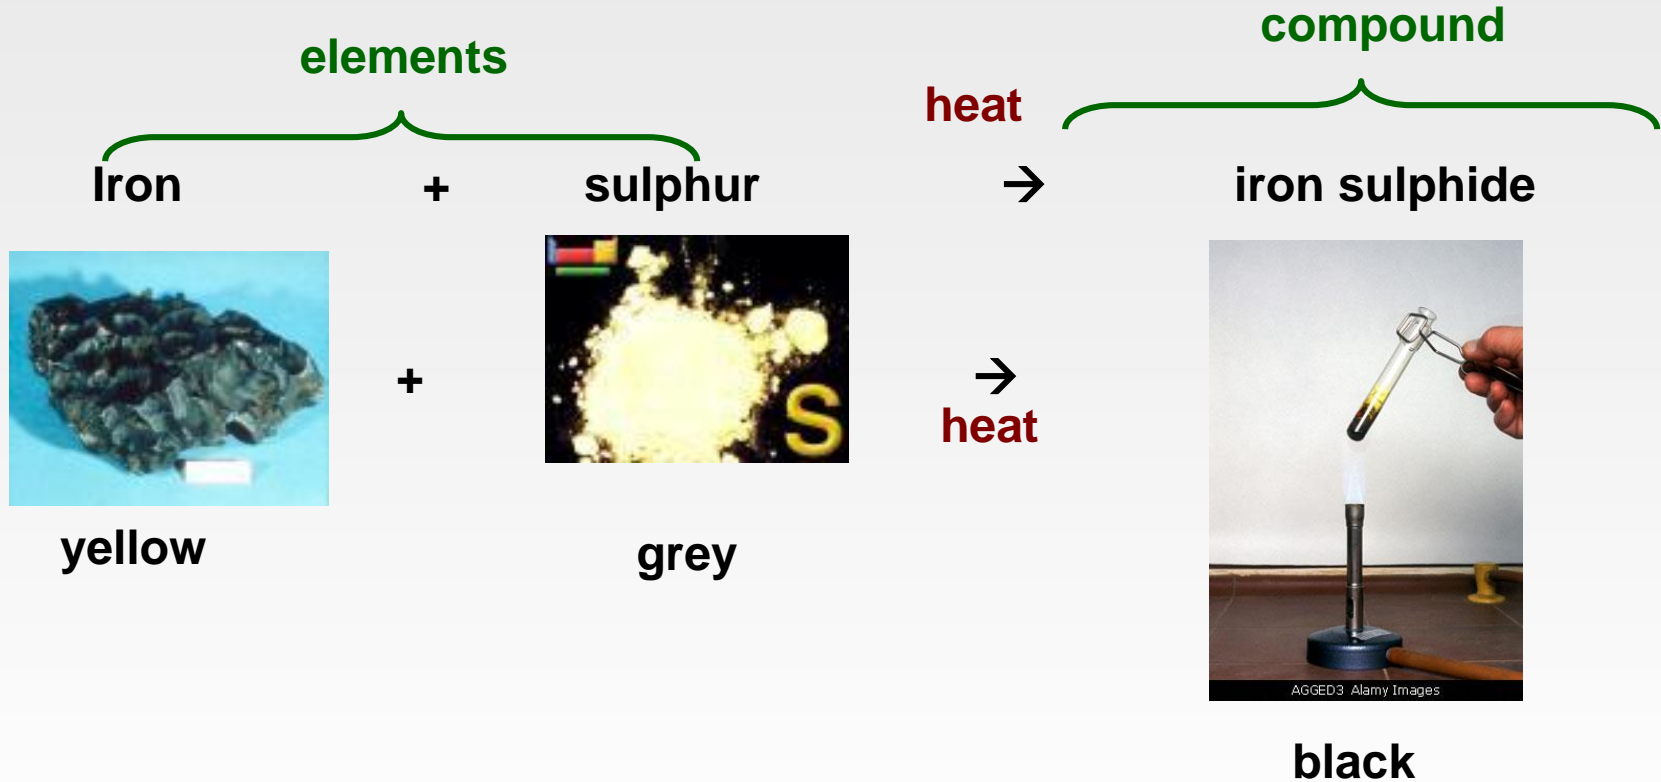 elements
compound
heat
Iron + sulphur → iron sulphide
S
+ →
heat
AGGED3 Alamy Images
yellow
grey
black